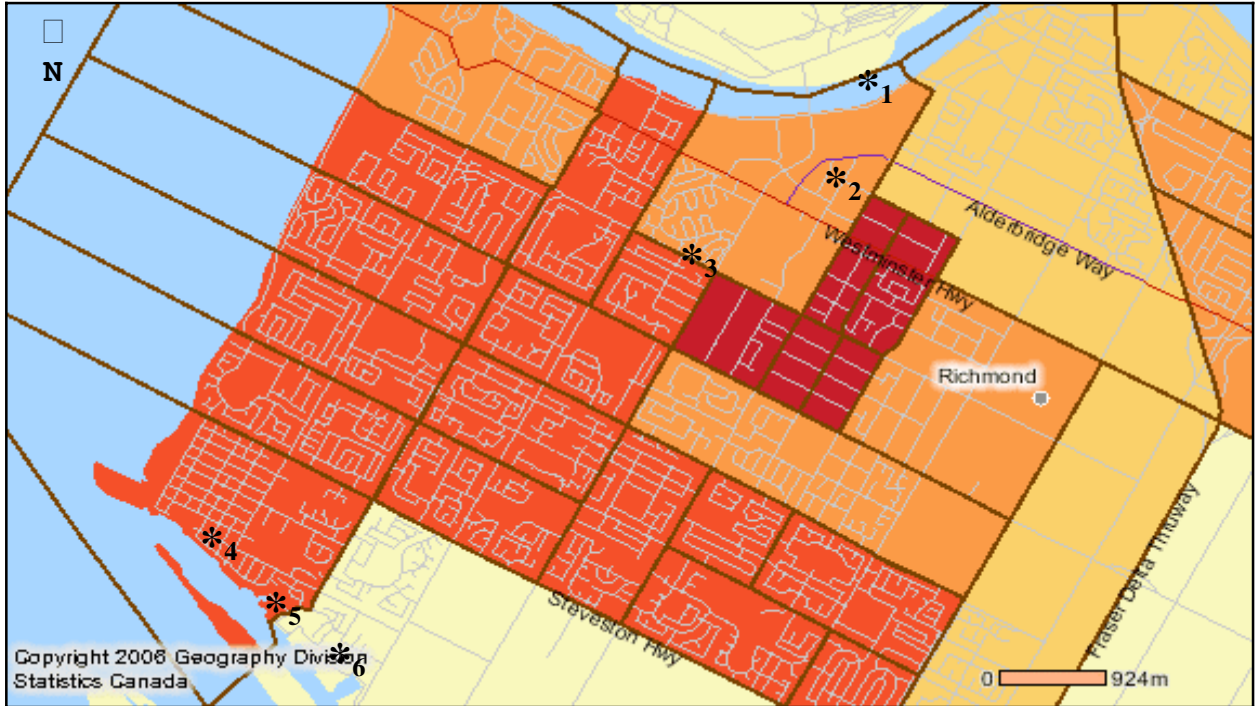 N
*1
*2
Alderbridge Way
Westminster Hwy
*3
Richmond
*4
Fraser Delta Thruway
*5
Steveston Hwy
*6
Copyright 2006 Geography Division
Statistics Canada
0 924m